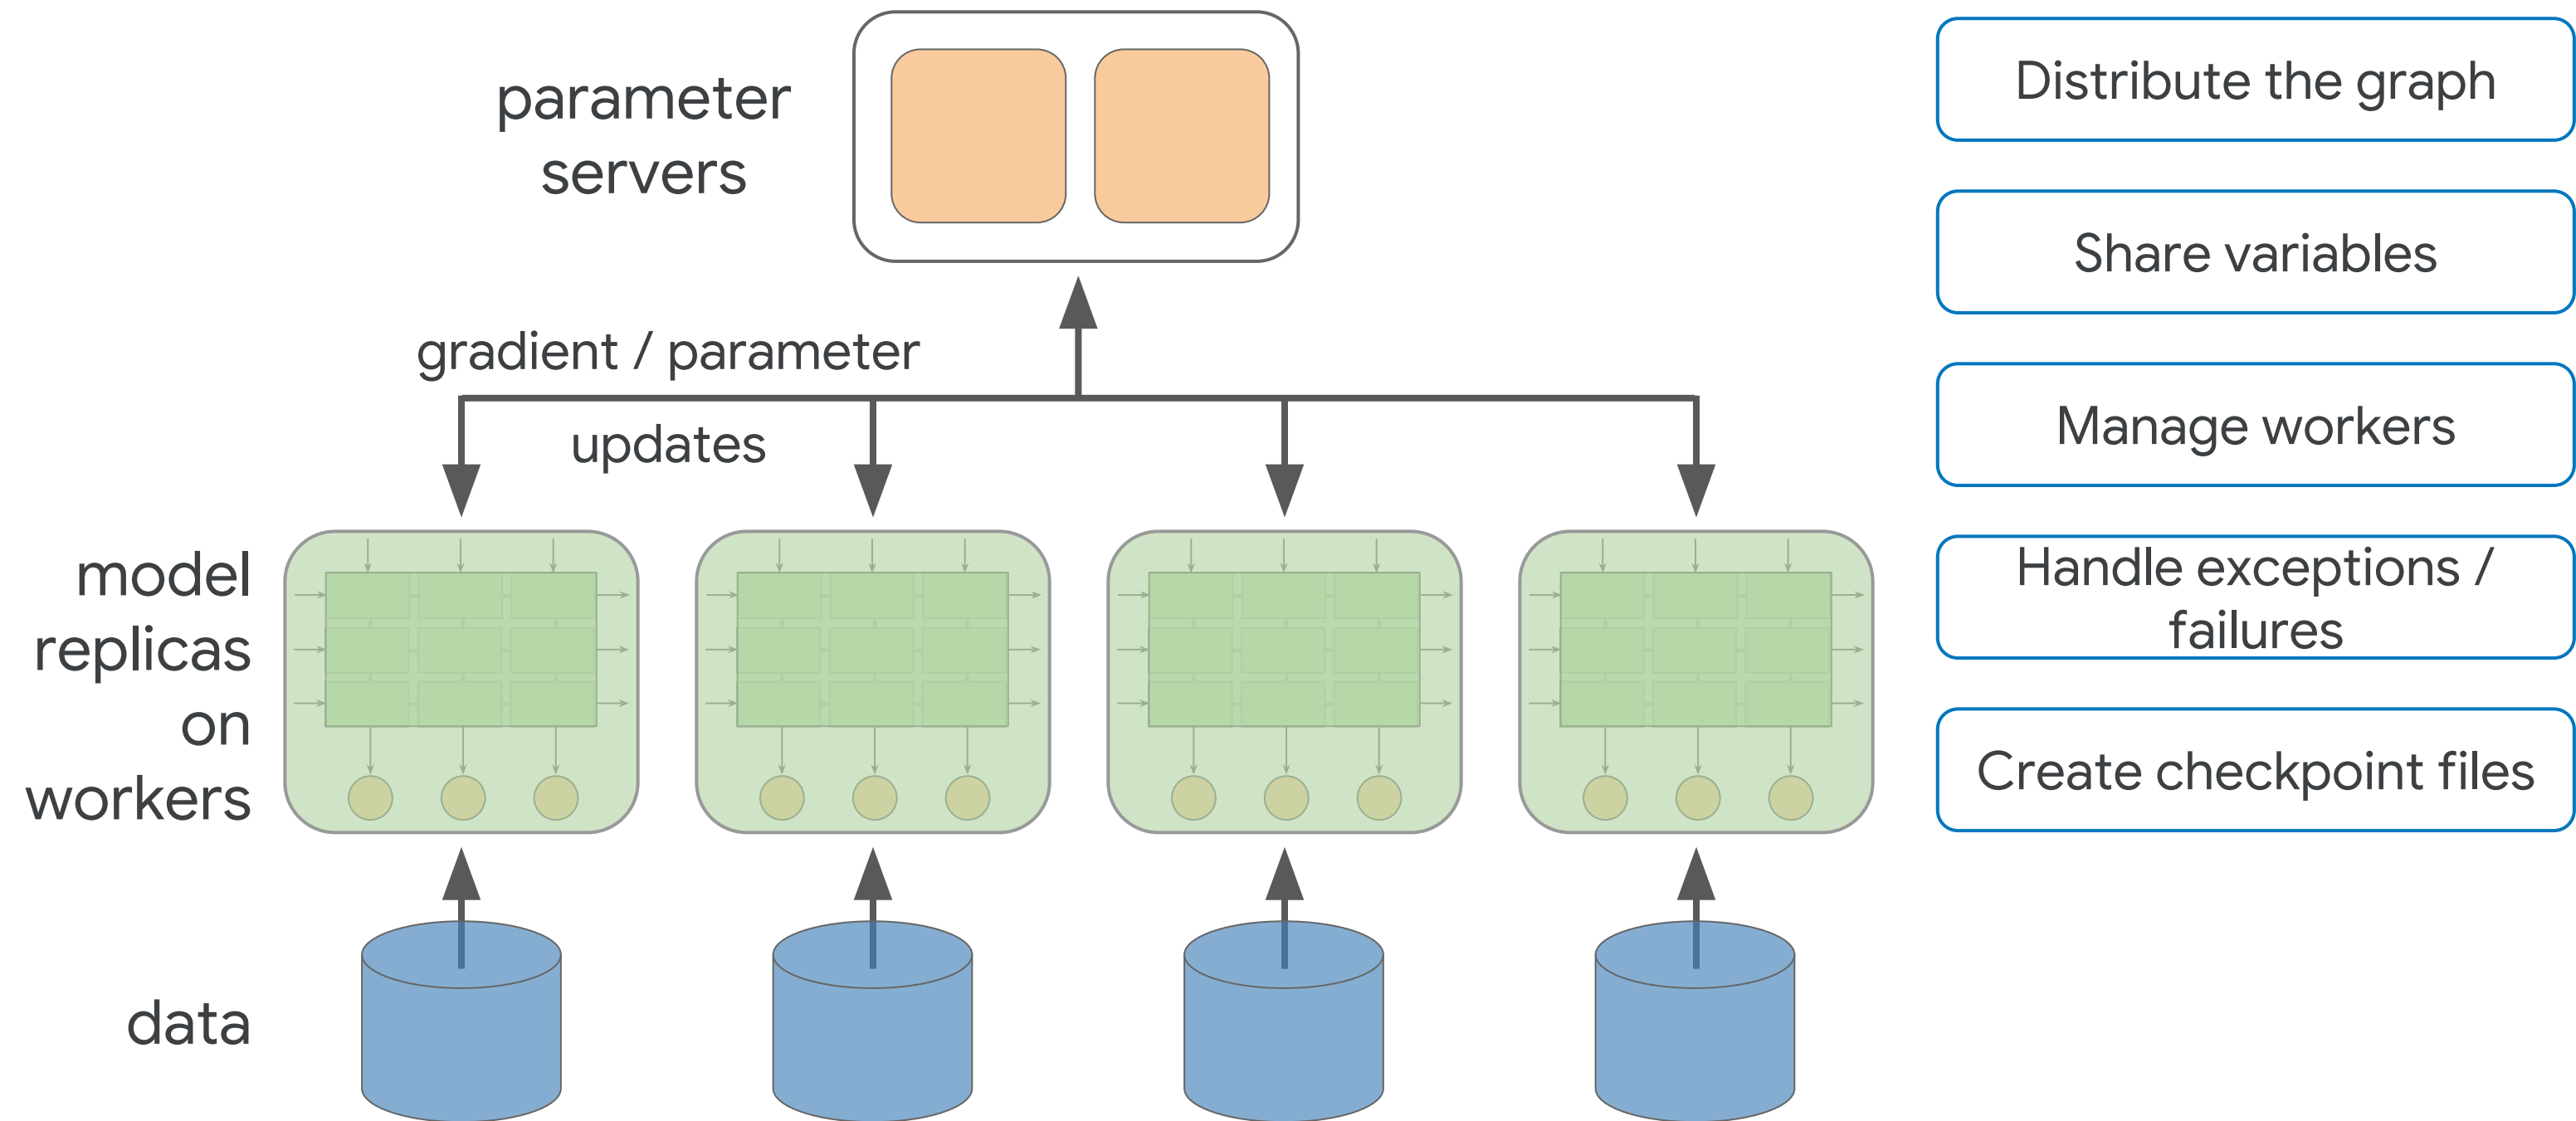 parameter
servers
gradient / parameter
updates
model
replicas
on
workers
data
Distribute the graph
Share variables
Manage workers
Handle exceptions /
failures
Create checkpoint files